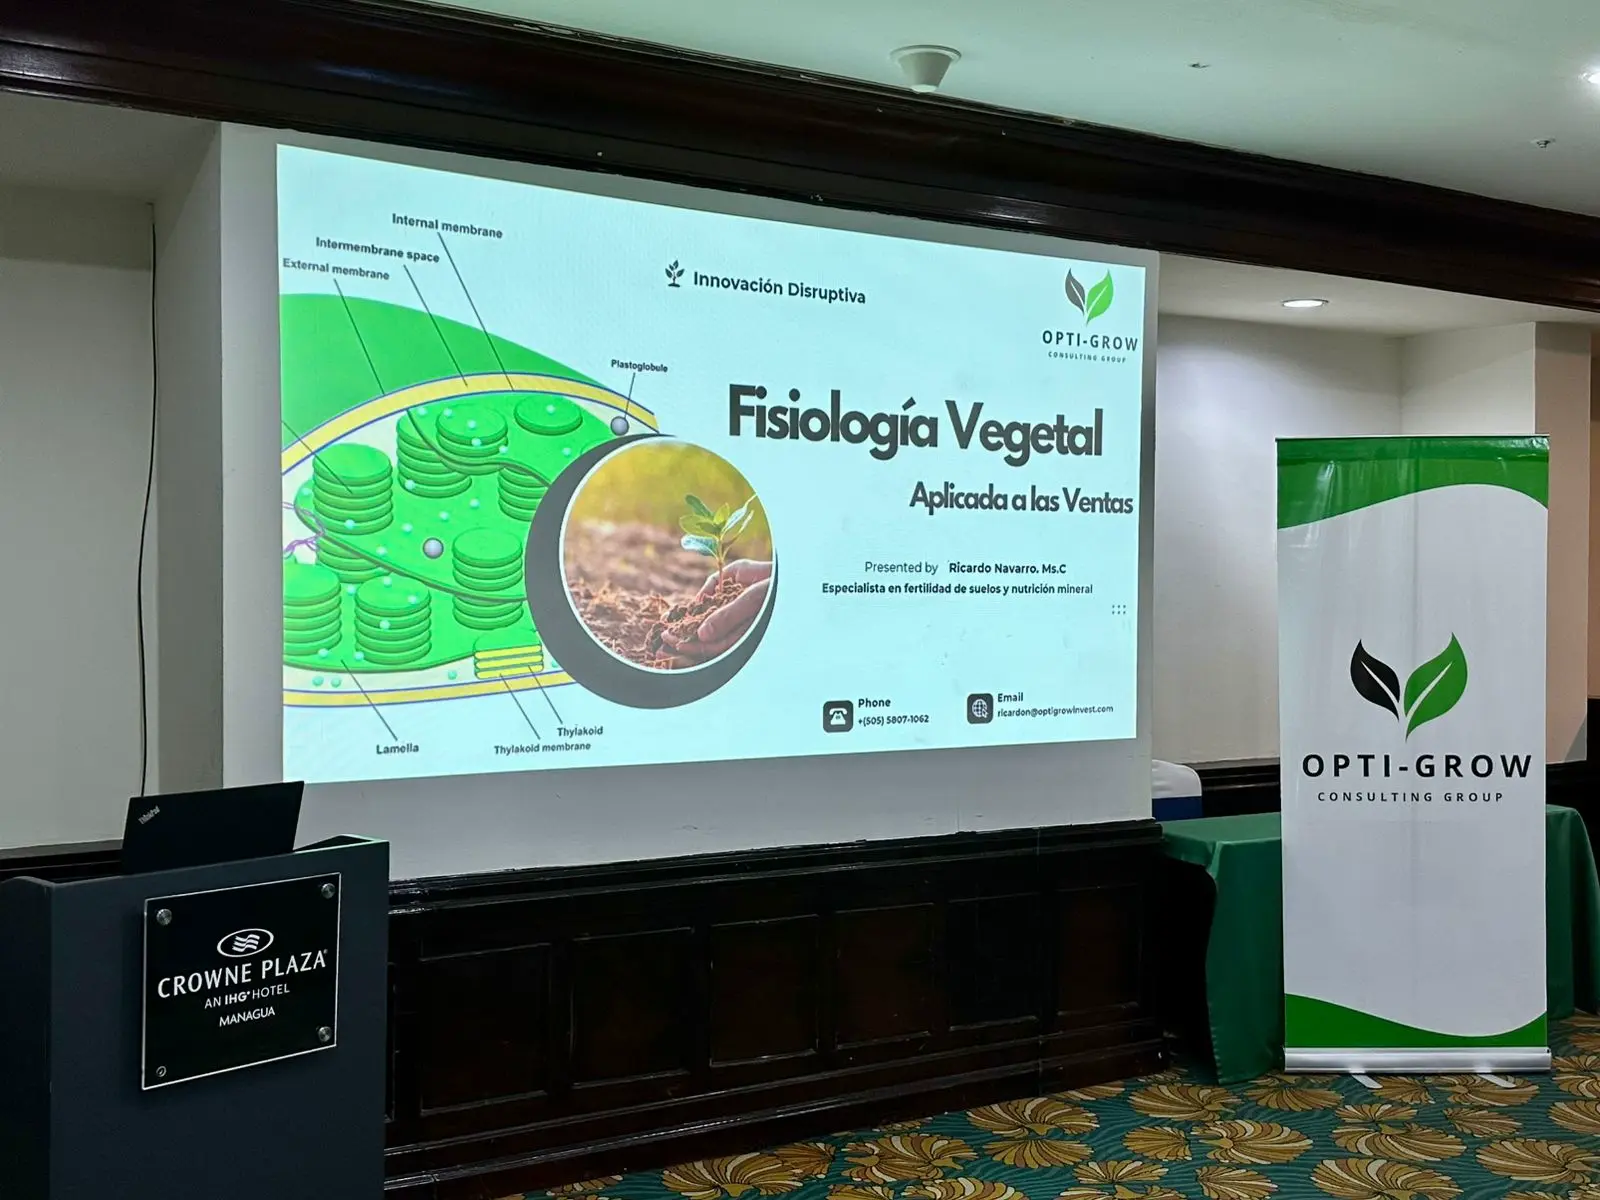 Internal membrane
Intermembrane space
External membrane
Plastoglobule
Lamella
Thylakoid
Thylakoid membrane
Innovación Disruptiva
OPTI-GROW
CONSULTING GROUP
Fisiología Vegetal
Aplicada a las Ventas
Presented by Ricardo Navarro. Ms.C
Especialista en fertilidad de suelos y nutrición mineral
Phone
+(505) 5807-1062
Email
ricardon@optigrowinvest.com
ThinkPad
CROWNE PLAZA
AN IHG® HOTEL
MANAGUA
OPTI-GROW
CONSULTING GROUP